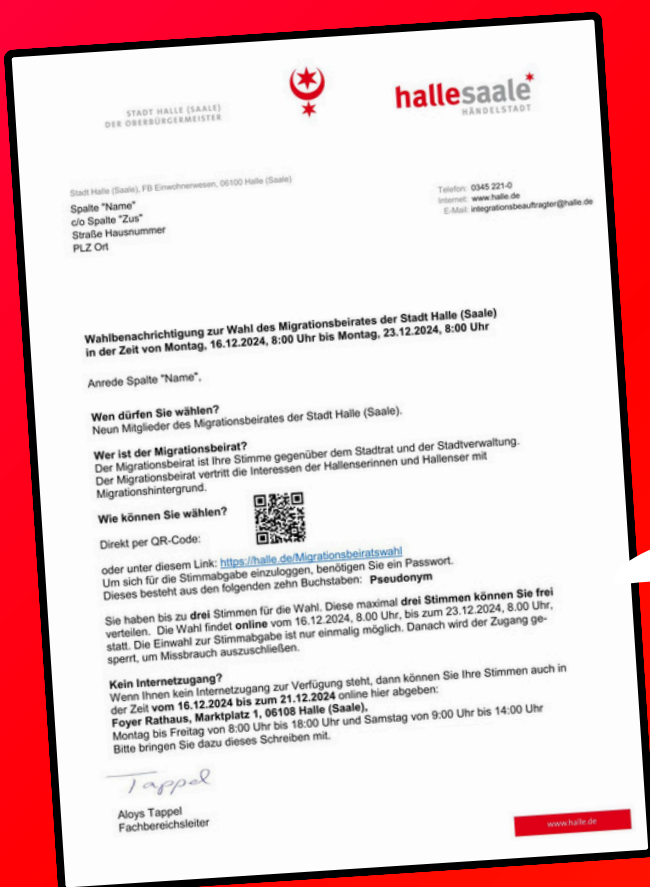 STADT HALLE (SAALE)
DER OBERBÜRGERMEISTER
hallesaale*
HÄNDELSTADT
Stadt Halle (Saale), FB Einwohnerwesen, 06100 Halle (Saale)
Spalte "Name"
c/o Spalte "Zus"
Straße Hausnummer
PLZ Ort
Telefon: 0345 221-0
Internet: www.halle.de
E-Mail: integrationsbeauftragter@halle.de
Wahlbenachrichtigung zur Wahl des Migrationsbeirates der Stadt Halle (Saale)
in der Zeit von Montag, 16.12.2024, 8:00 Uhr bis Montag, 23.12.2024, 8:00 Uhr
Anrede Spalte "Name",
Wen dürfen Sie wählen?
Neun Mitglieder des Migrationsbeirates der Stadt Halle (Saale).
Wer ist der Migrationsbeirat?
Der Migrationsbeirat ist Ihre Stimme gegenüber dem Stadtrat und der Stadtverwaltung.
Der Migrationsbeirat vertritt die Interessen der Hallenserinnen und Hallenser mit
Migrationshintergrund.
Wie können Sie wählen?
Direkt per QR-Code:
oder unter diesem Link: https://halle.de/Migrationsbeiratswahl
Um sich für die Stimmabgabe einzuloggen, benötigen Sie ein Passwort.
Dieses besteht aus den folgenden zehn Buchstaben: Pseudonym
Sie haben bis zu drei Stimmen für die Wahl. Diese maximal drei Stimmen können Sie frei
verteilen. Die Wahl findet online vom 16.12.2024, 8.00 Uhr, bis zum 23.12.2024, 8.00 Uhr,
statt. Die Einwahl zur Stimmabgabe ist nur einmalig möglich. Danach wird der Zugang ge-
sperrt, um Missbrauch auszuschließen.
Kein Internetzugang?
Wenn Ihnen kein Internetzugang zur Verfügung steht, dann können Sie Ihre Stimmen auch in
der Zeit vom 16.12.2024 bis zum 21.12.2024 online hier abgeben:
Foyer Rathaus, Marktplatz 1, 06108 Halle (Saale),
Montag bis Freitag von 8:00 Uhr bis 18:00 Uhr und Samstag von 9:00 Uhr bis 14:00 Uhr
Bitte bringen Sie dazu dieses Schreiben mit.
Tappel
Aloys Tappel
Fachbereichsleiter
www.halle.de